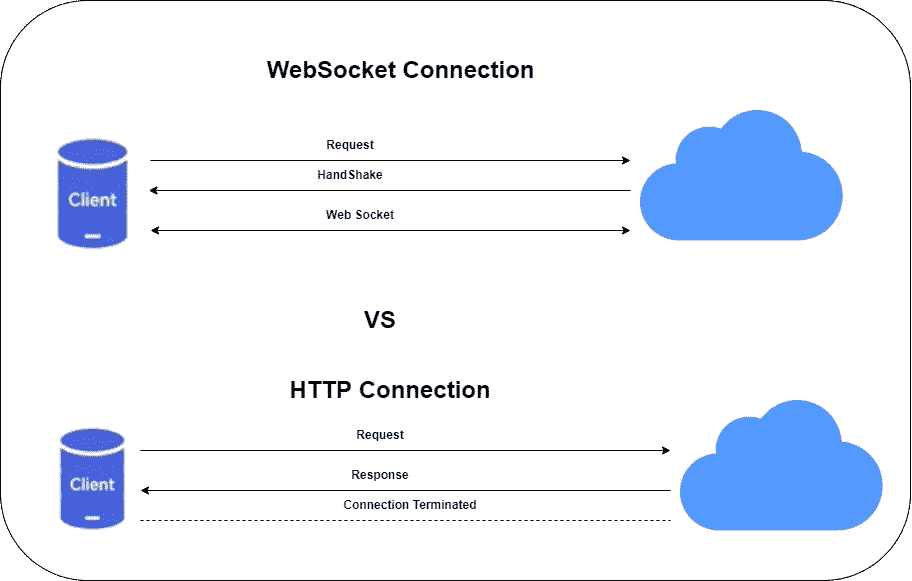 WebSocket Connection
Request
HandShake
Client
Web Socket
VS
HTTP Connection
Request
Response
Client
Connection Terminated